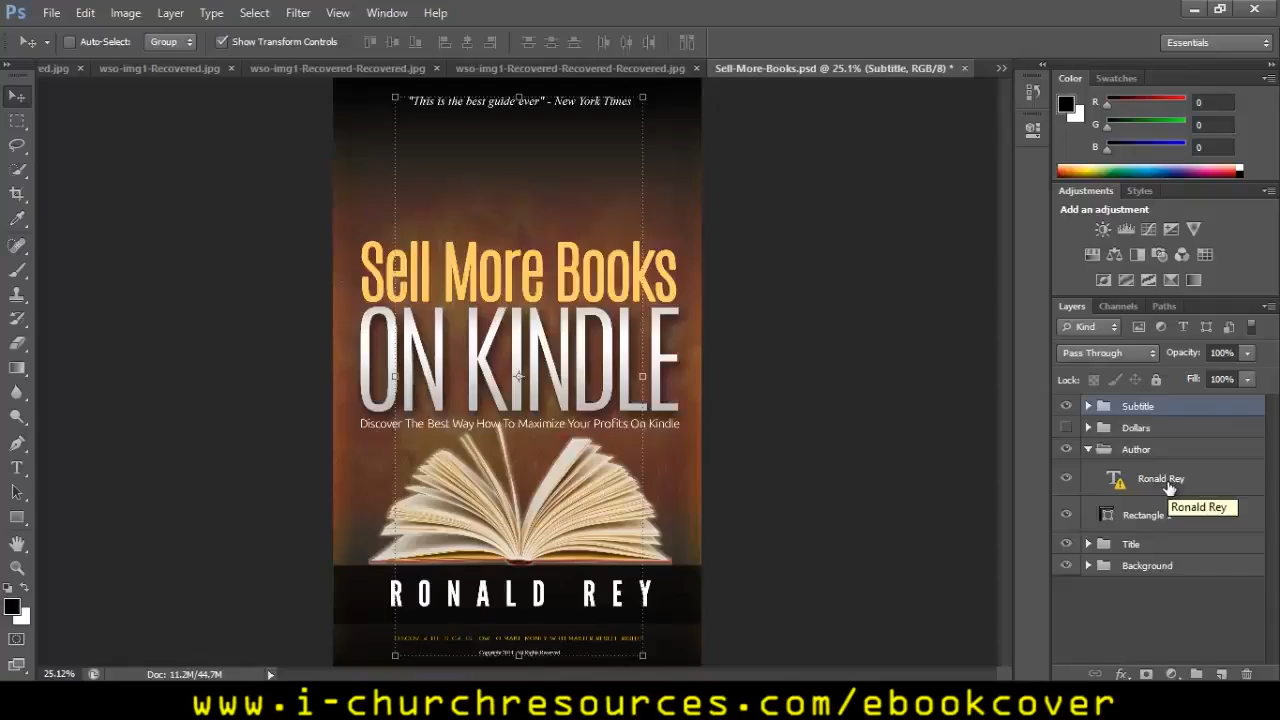 Ps File Edit Image Layer Type Select Filter View Window Help
Auto-Select: Group Show Transform Controls Essentials
ed.jpg × wso-img1-Recovered.jpg × wso-img1-Recovered-Recovered.jpg × wso-img1-Recovered-Recovered-Recovered.jpg × Sell-More-Books.psd @ 25.1% (Subtitle, RGB/8) * ×
Color Swatches
R 0
G 0
B 0
Adjustments Styles
Add an adjustment
Layers Channels Paths
Kind
Pass Through Opacity: 100%
Lock: Fill: 100%
Subtitle
Dollars
Author
Ronald Rey
Ronald Rey
Rectangle
Title
Background
"This is the best guide ever" - New York Times
Sell More Books
ON KINDLE
Discover The Best Way How To Maximize Your Profits On Kindle
RONALD REY
25.12% Doc: 11.2M/44.7M
www.i-churchresources.com/ebookcover